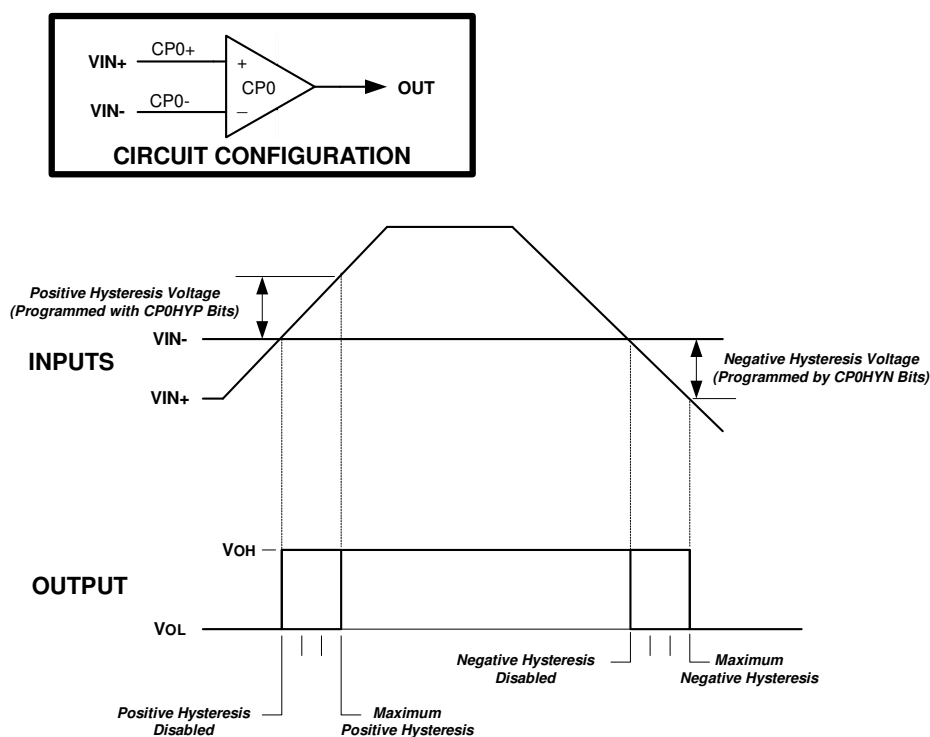 VIN+
CP0+
+
CP0
OUT
VIN-
CP0-
–
CIRCUIT CONFIGURATION
Positive Hysteresis Voltage
(Programmed with CP0HYP Bits)
VIN-
INPUTS
Negative Hysteresis Voltage
(Programmed by CP0HYN Bits)
VIN+
VOH
OUTPUT
VOL
Negative Hysteresis
Disabled
Maximum
Negative Hysteresis
Positive Hysteresis
Disabled
Maximum
Positive Hysteresis